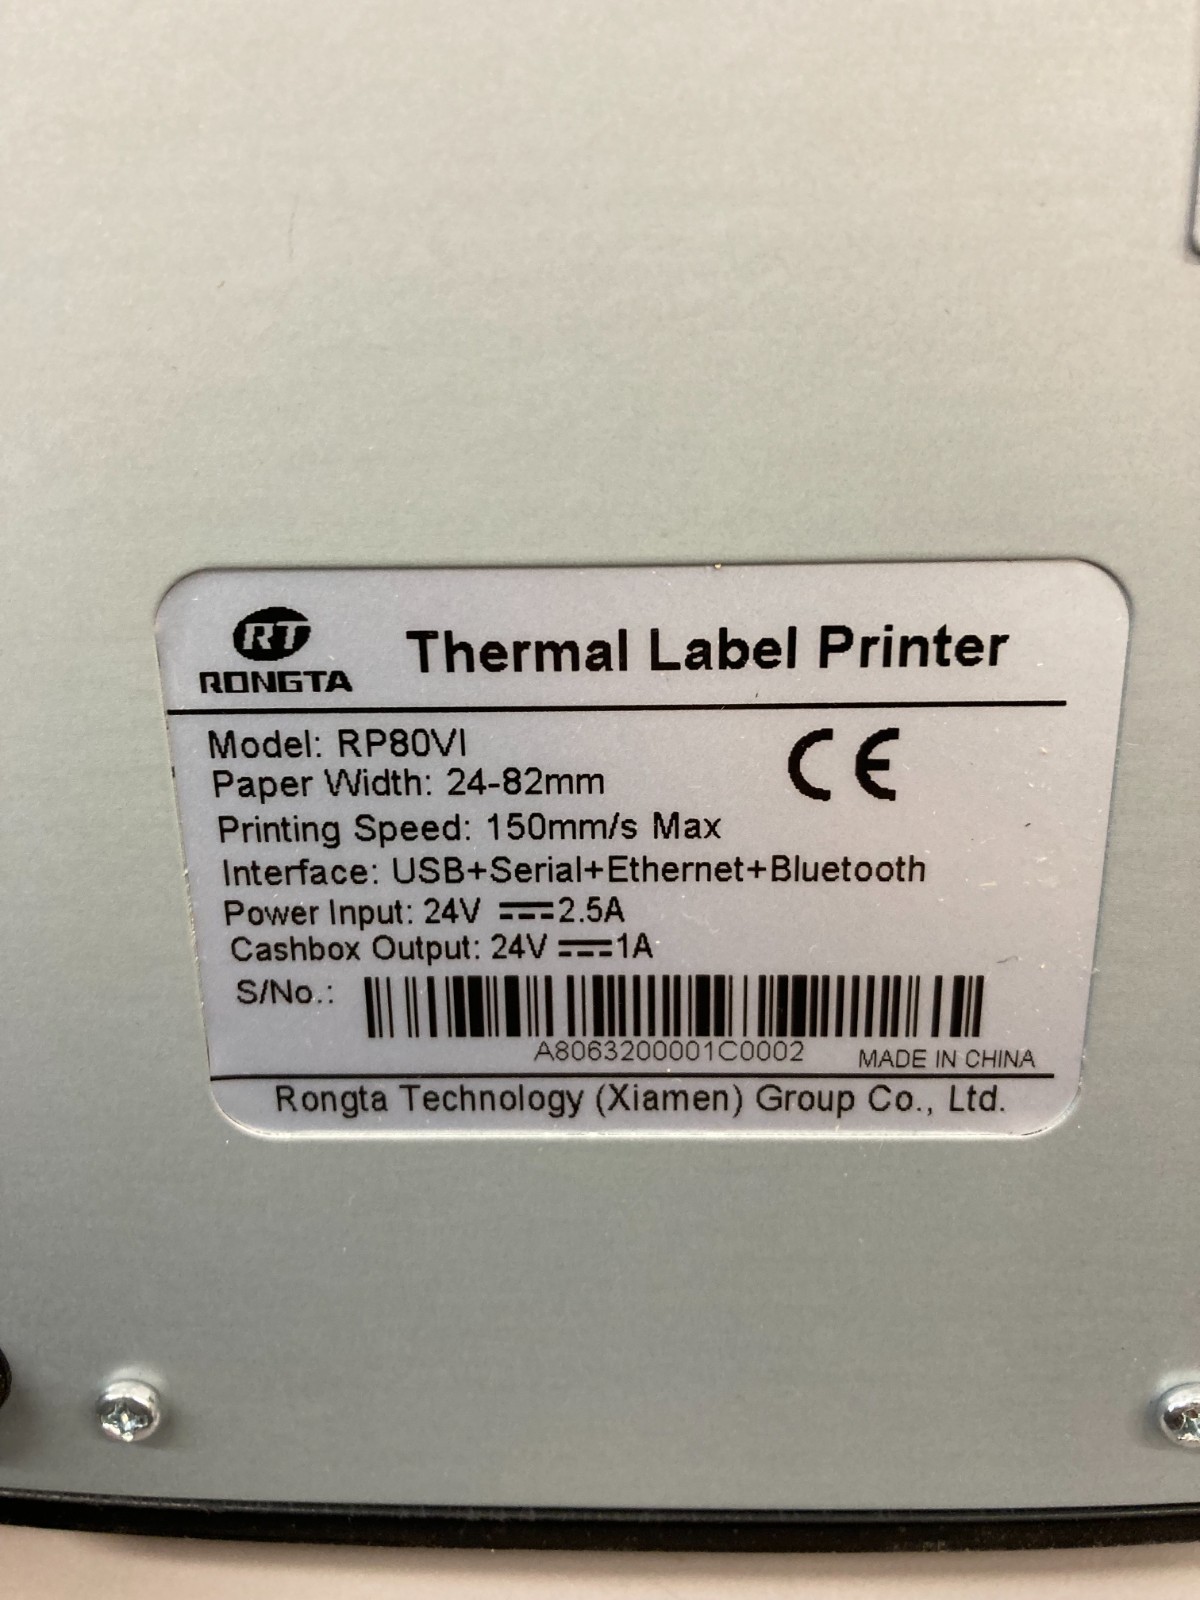 RT
RONGTA
Thermal Label Printer
Model: RP80VI
Paper Width: 24-82mm
Printing Speed: 150mm/s Max
Interface: USB+Serial+Ethernet+Bluetooth
Power Input: 24V ⎓2.5A
Cashbox Output: 24V ⎓1A
CE
S/No.:
A8063200001C0002
MADE IN CHINA
Rongta Technology (Xiamen) Group Co., Ltd.